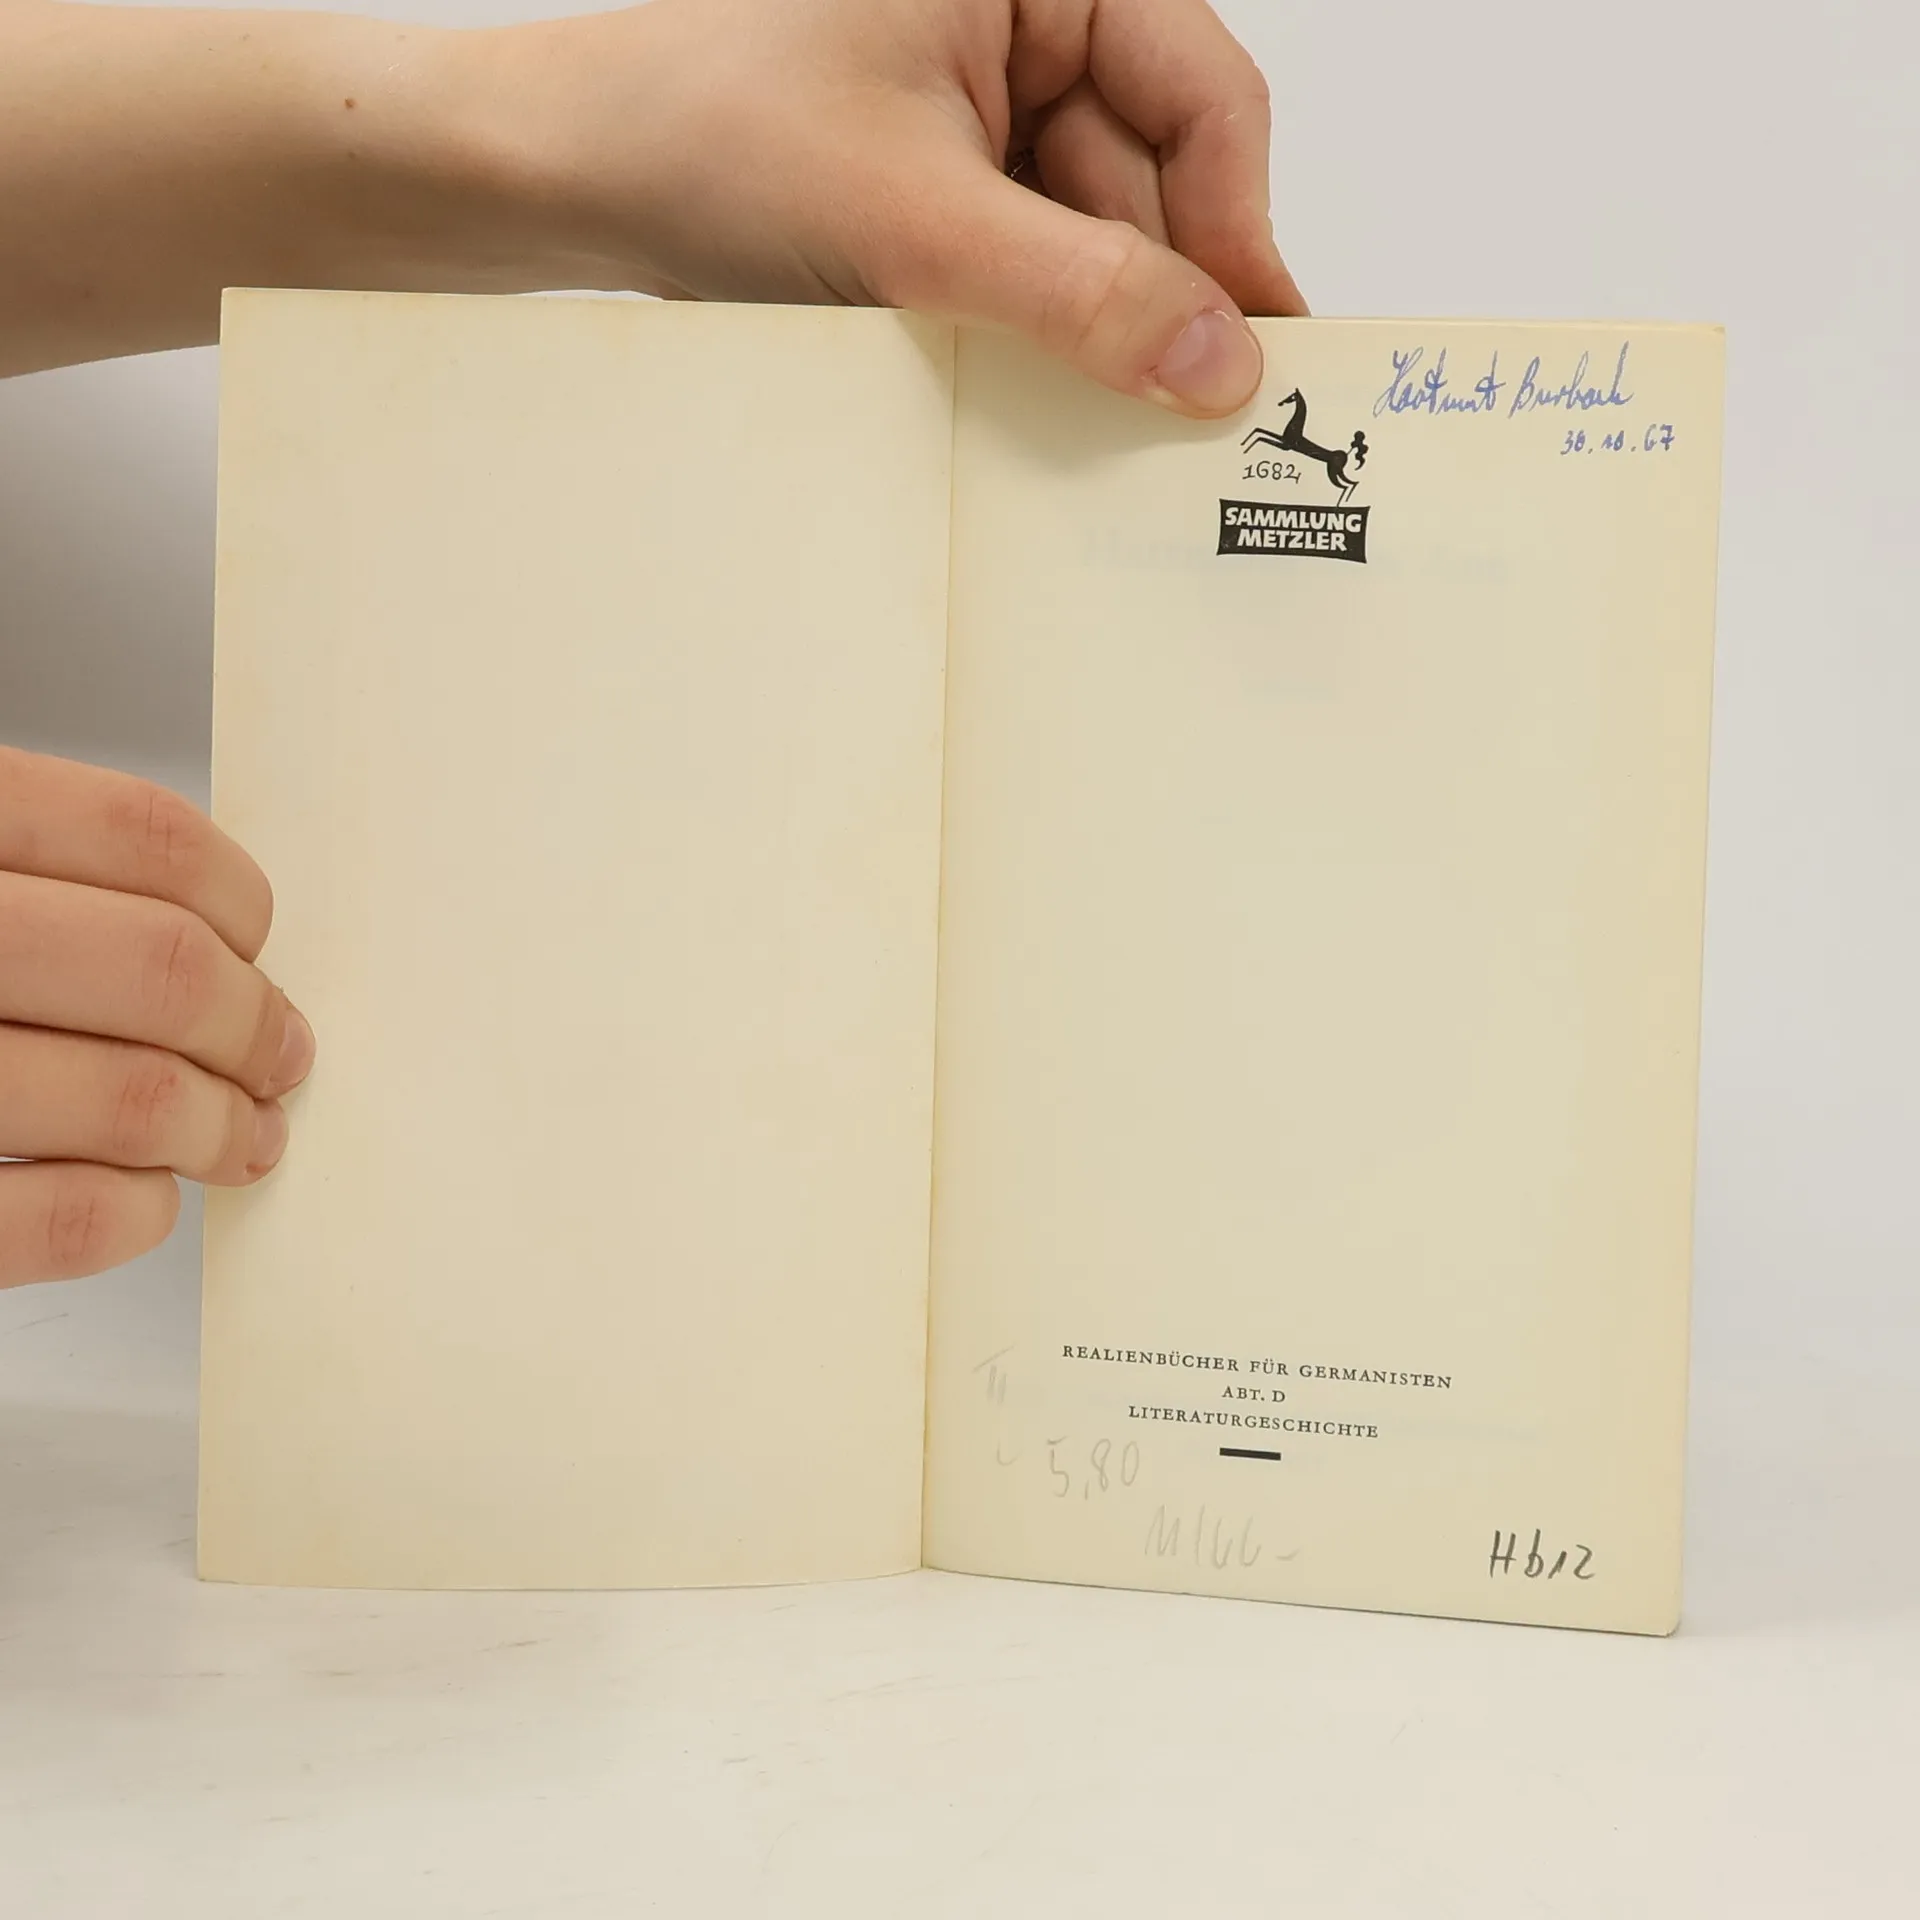 Hartmut Burbach
30.10.67
1682
SAMMLUNG
METZLER
REALIENBÜCHER FÜR GERMANISTEN
ABT. D
LITERATURGESCHICHTE
5,80
Hb12